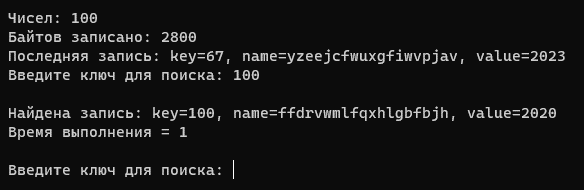 Чисел: 100
Байтов записано: 2800
Последняя запись: key=67, name=yzeejcfwuxgfiwvpjav, value=2023
Введите ключ для поиска: 100
Найдена запись: key=100, name=ffdrvwmlfqxhlgbfbjh, value=2020
Время выполнения = 1
Введите ключ для поиска: